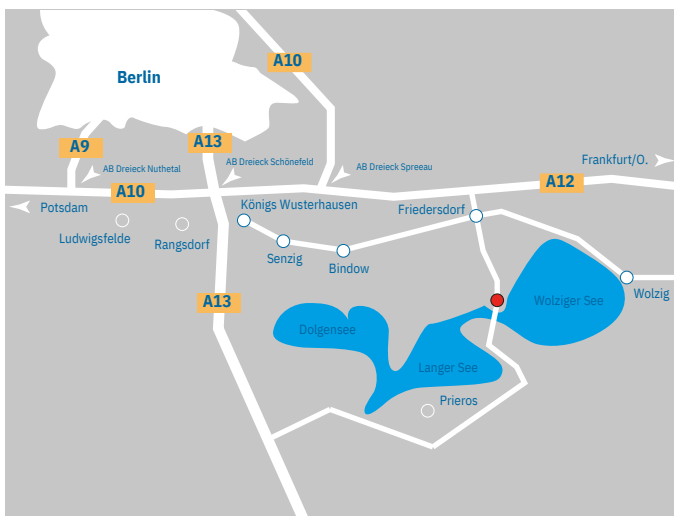 A10
Berlin
A13
A9
AB Dreieck Schönefeld
Frankfurt/O.
AB Dreieck Nuthetal
AB Dreieck Spreeau
A12
A10
Potsdam
Königs Wusterhausen
Friedersdorf
Ludwigsfelde
Rangsdorf
Senzig
Bindow
Wolzig
A13
Wolziger See
Dolgensee
Langer See
Prieros